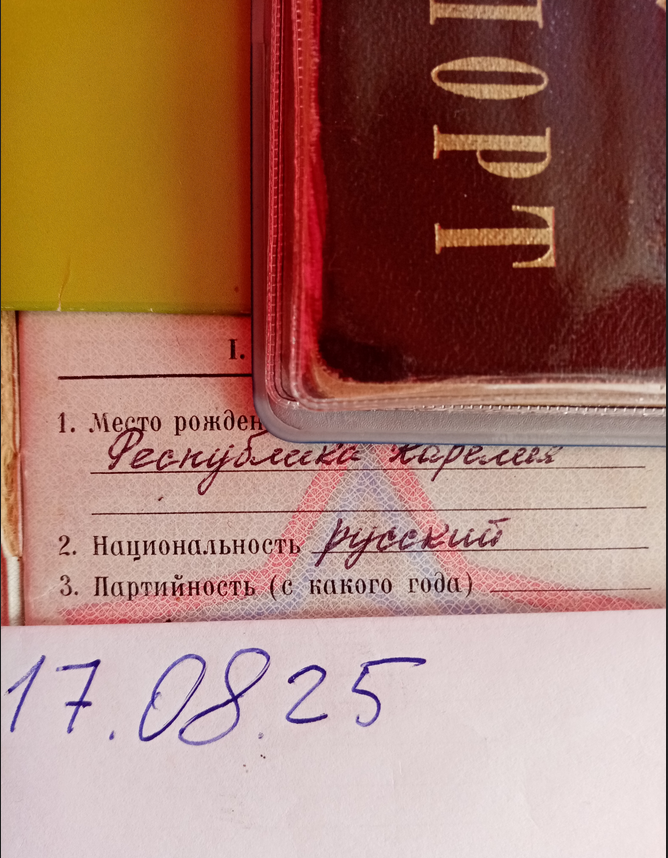 ПОРТ
I.
1. Место рожден
Республика Карелия
2. Национальность русский
3. Партийность (с какого года)
17.08.25